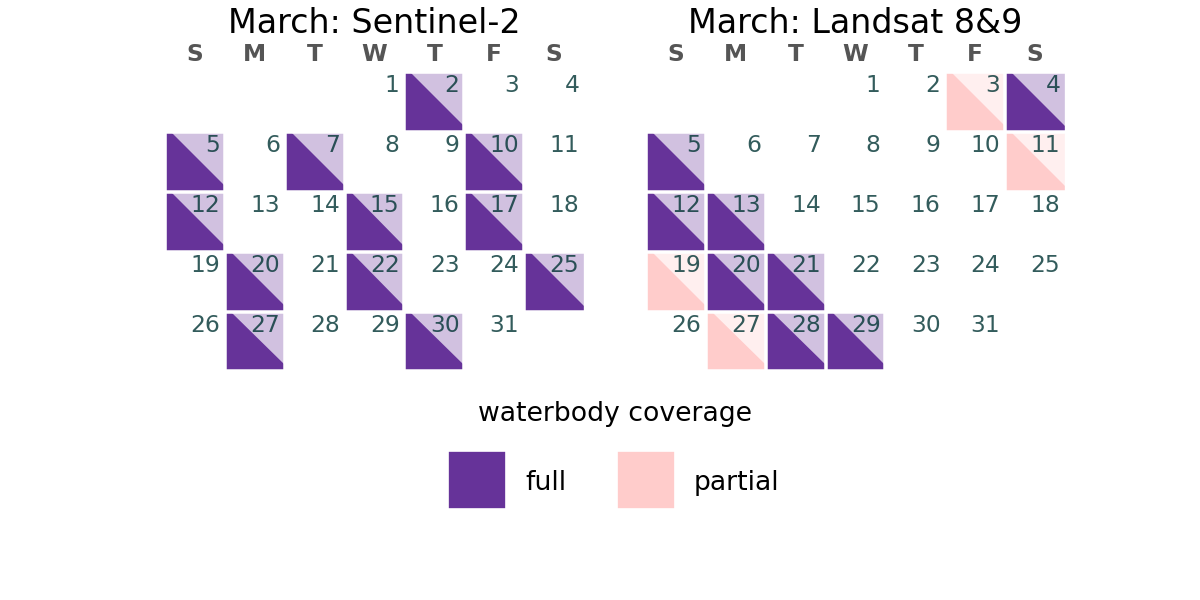 March: Sentinel-2
S M T W T F S
1 2 3 4
5 6 7 8 9 10 11
12 13 14 15 16 17 18
19 20 21 22 23 24 25
26 27 28 29 30 31
March: Landsat 8&9
S M T W T F S
1 2 3 4
5 6 7 8 9 10 11
12 13 14 15 16 17 18
19 20 21 22 23 24 25
26 27 28 29 30 31
waterbody coverage
full
partial